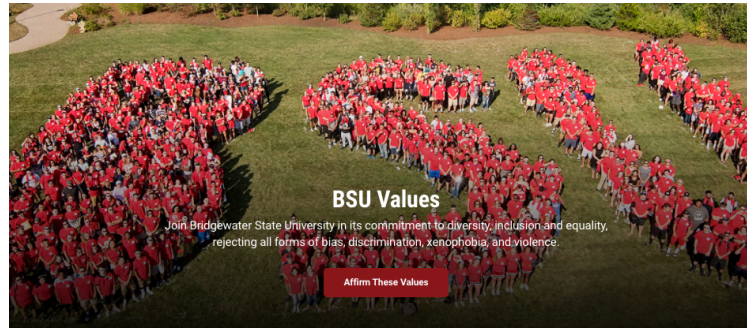 BSU Values
Join Bridgewater State University in its commitment to diversity, inclusion and equality,
rejecting all forms of bias, discrimination, xenophobia, and violence.
Affirm These Values